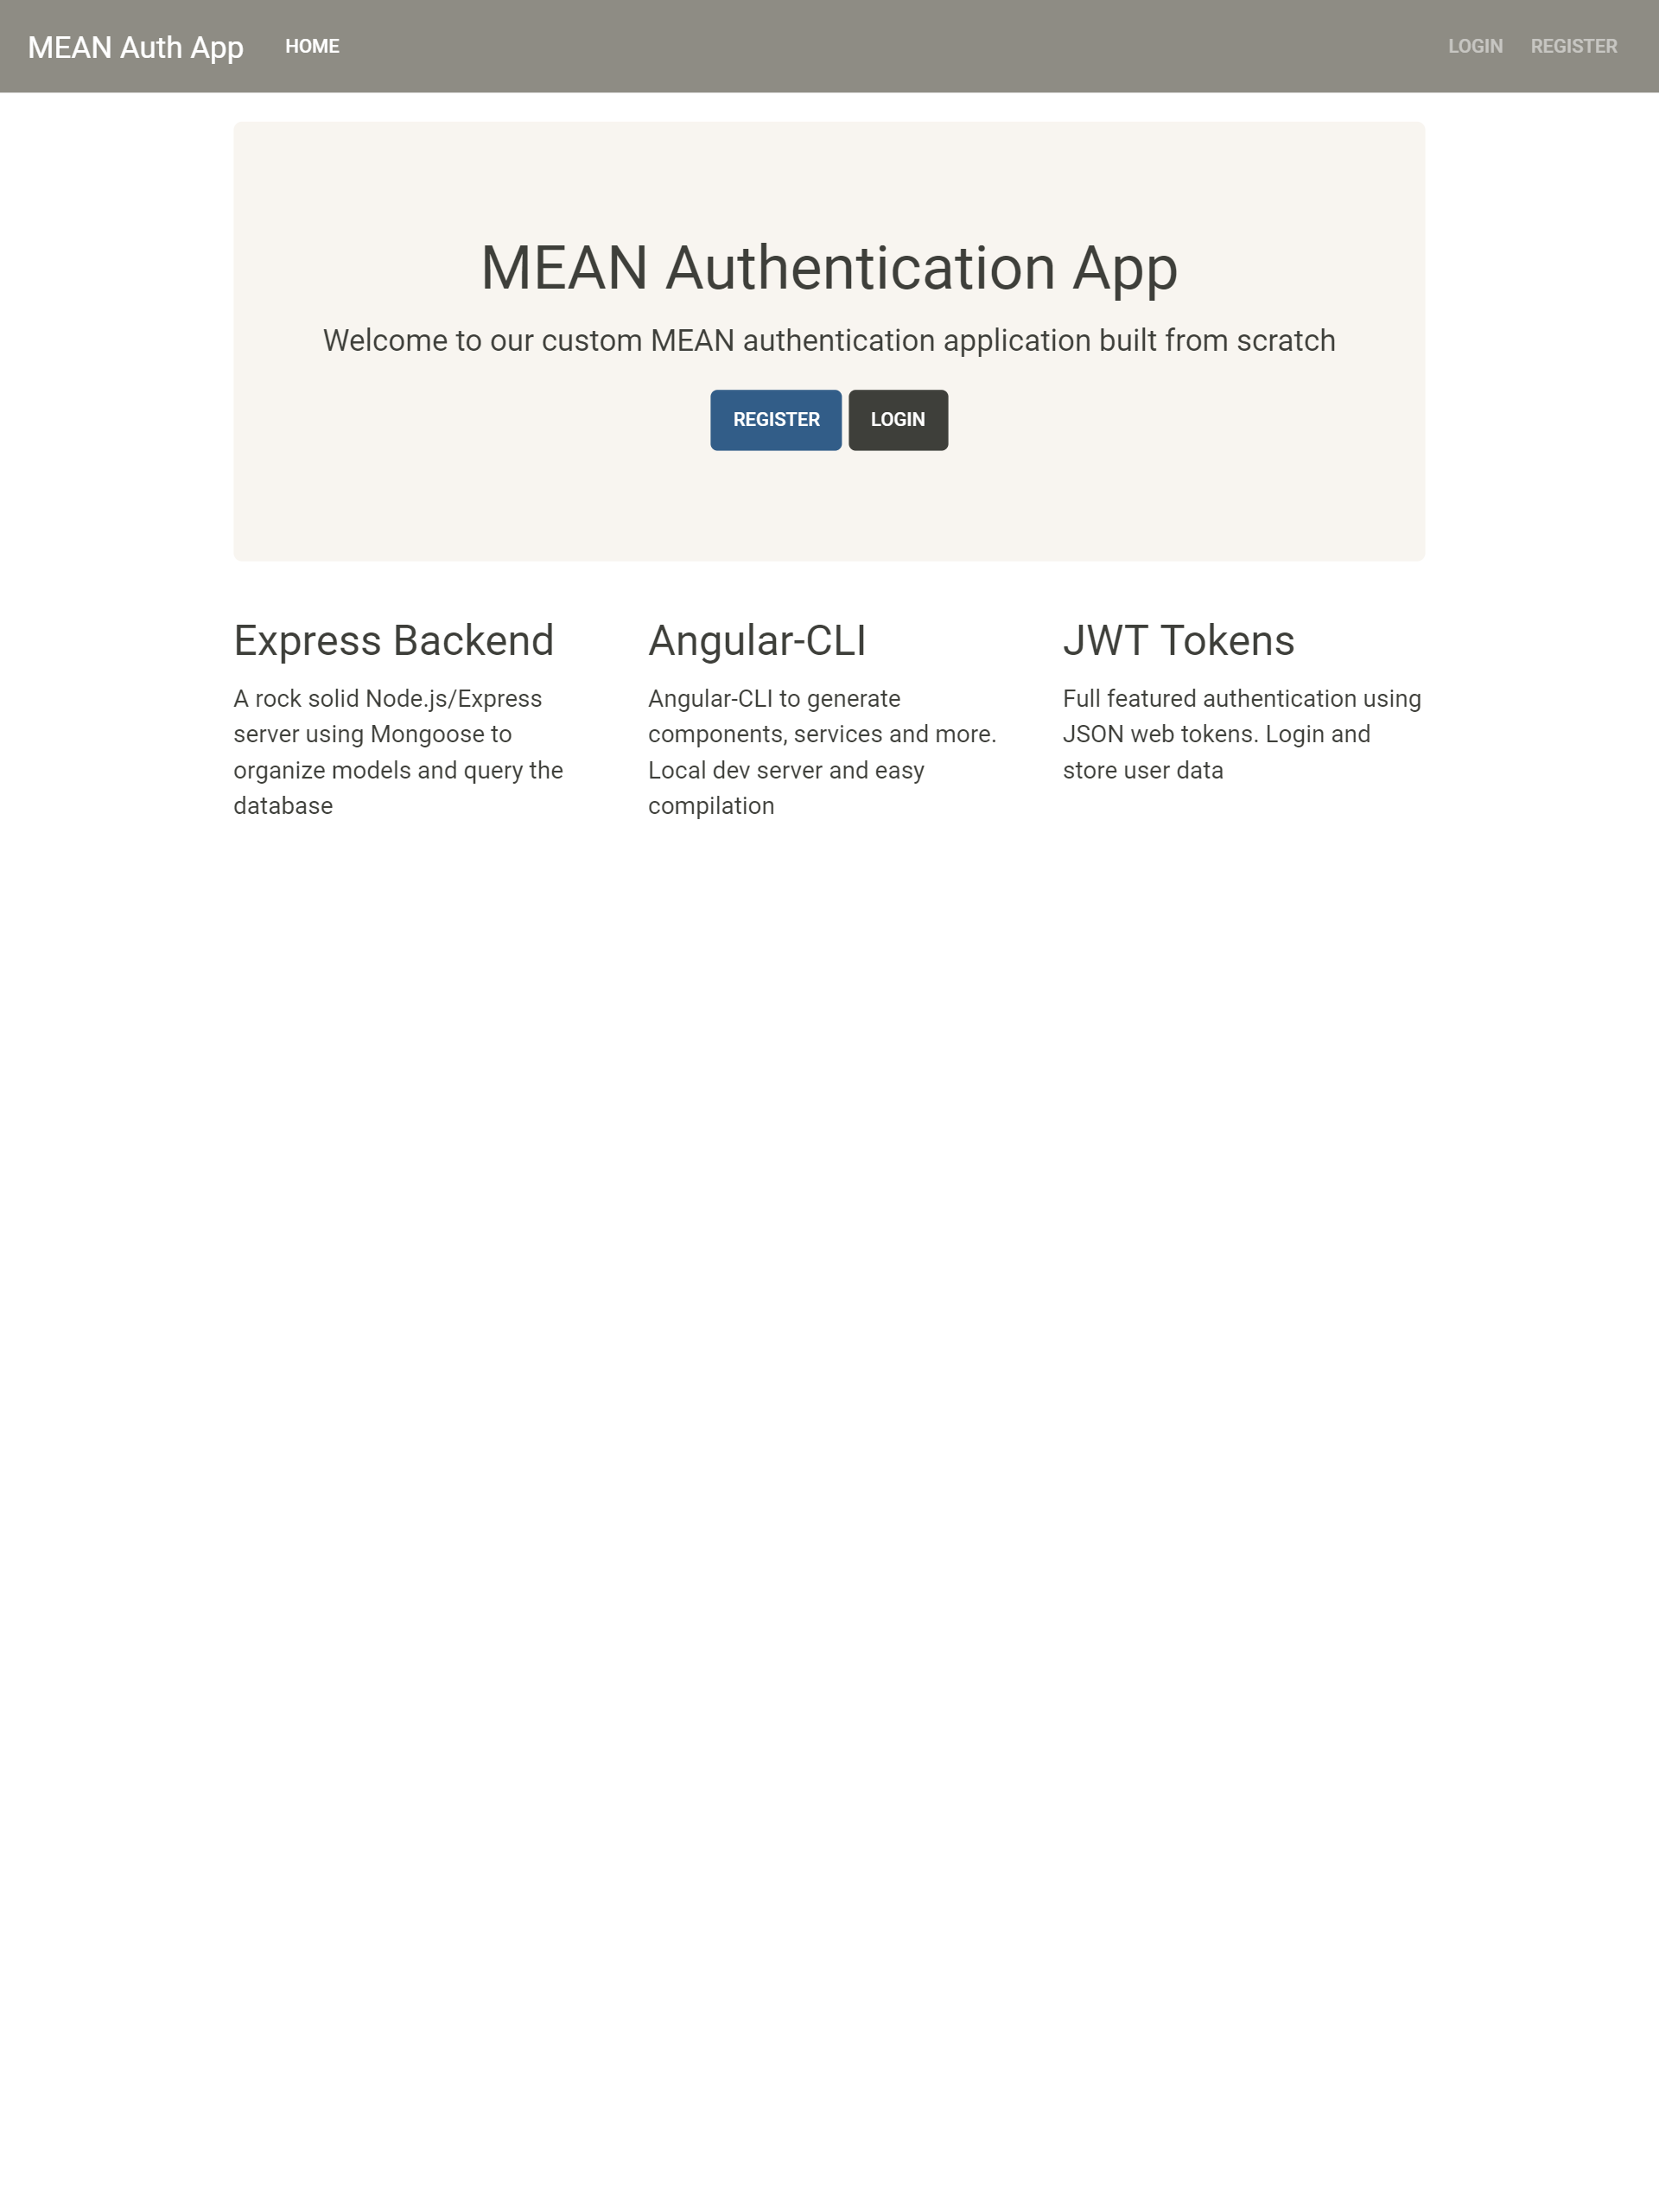 MEAN Auth App HOME LOGIN REGISTER
MEAN Authentication App
Welcome to our custom MEAN authentication application built from scratch
REGISTER LOGIN
Express Backend
A rock solid Node.js/Express
server using Mongoose to
organize models and query the
database
Angular-CLI
Angular-CLI to generate
components, services and more.
Local dev server and easy
compilation
JWT Tokens
Full featured authentication using
JSON web tokens. Login and
store user data